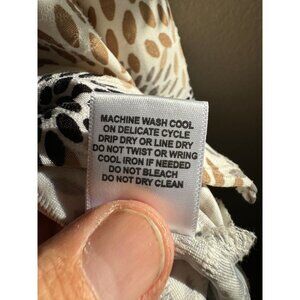 MACHINE WASH COOL
ON DELICATE CYCLE
DRIP DRY OR LINE DRY
DO NOT TWIST OR WRING
COOL IRON IF NEEDED
DO NOT BLEACH
DO NOT DRY CLEAN